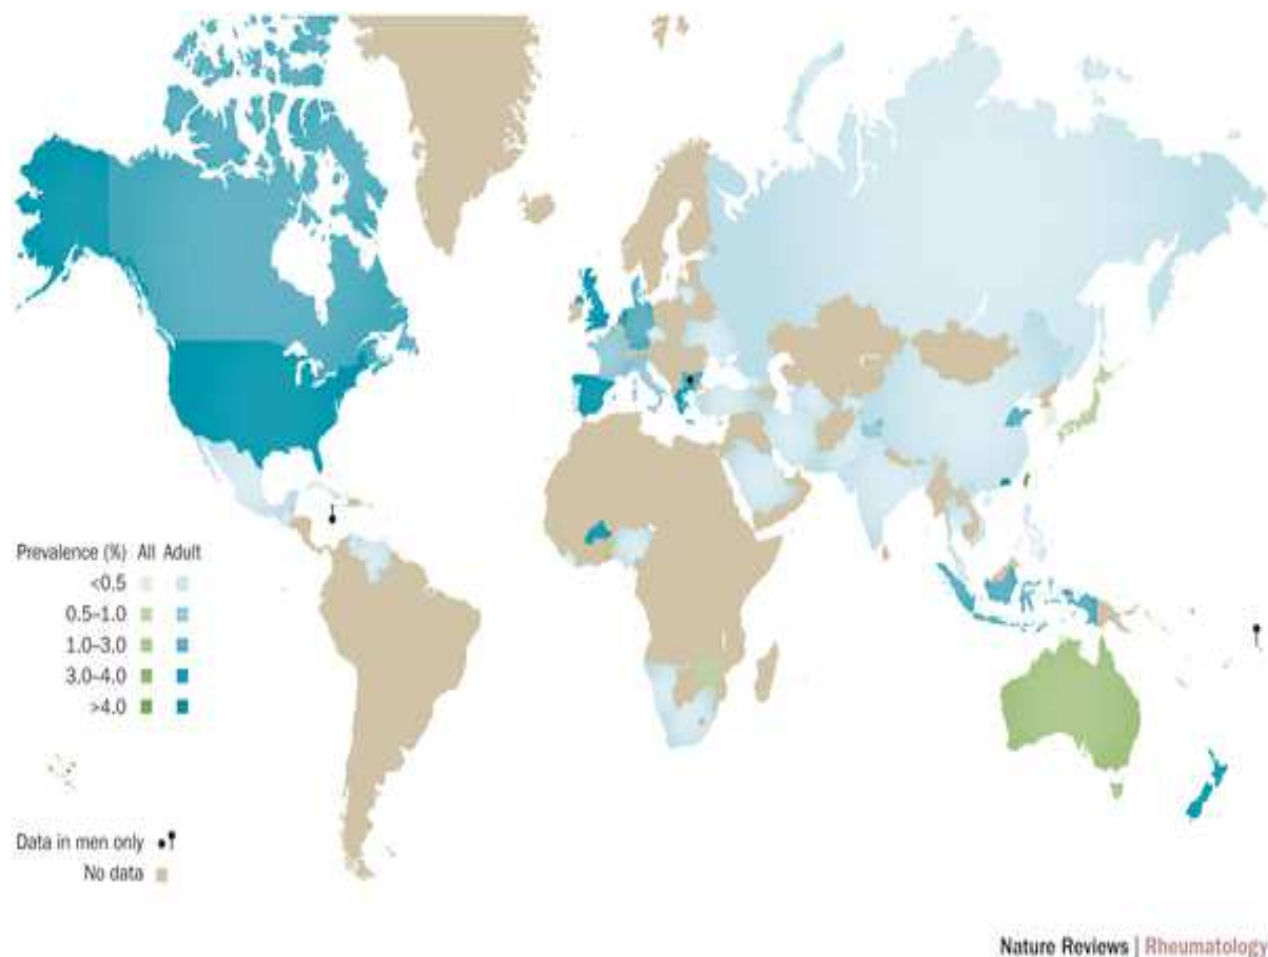 Prevalence (%) All Adult
<0.5
0.5–1.0
1.0–3.0
3.0–4.0
>4.0
Data in men only
No data
Nature Reviews | Rheumatology